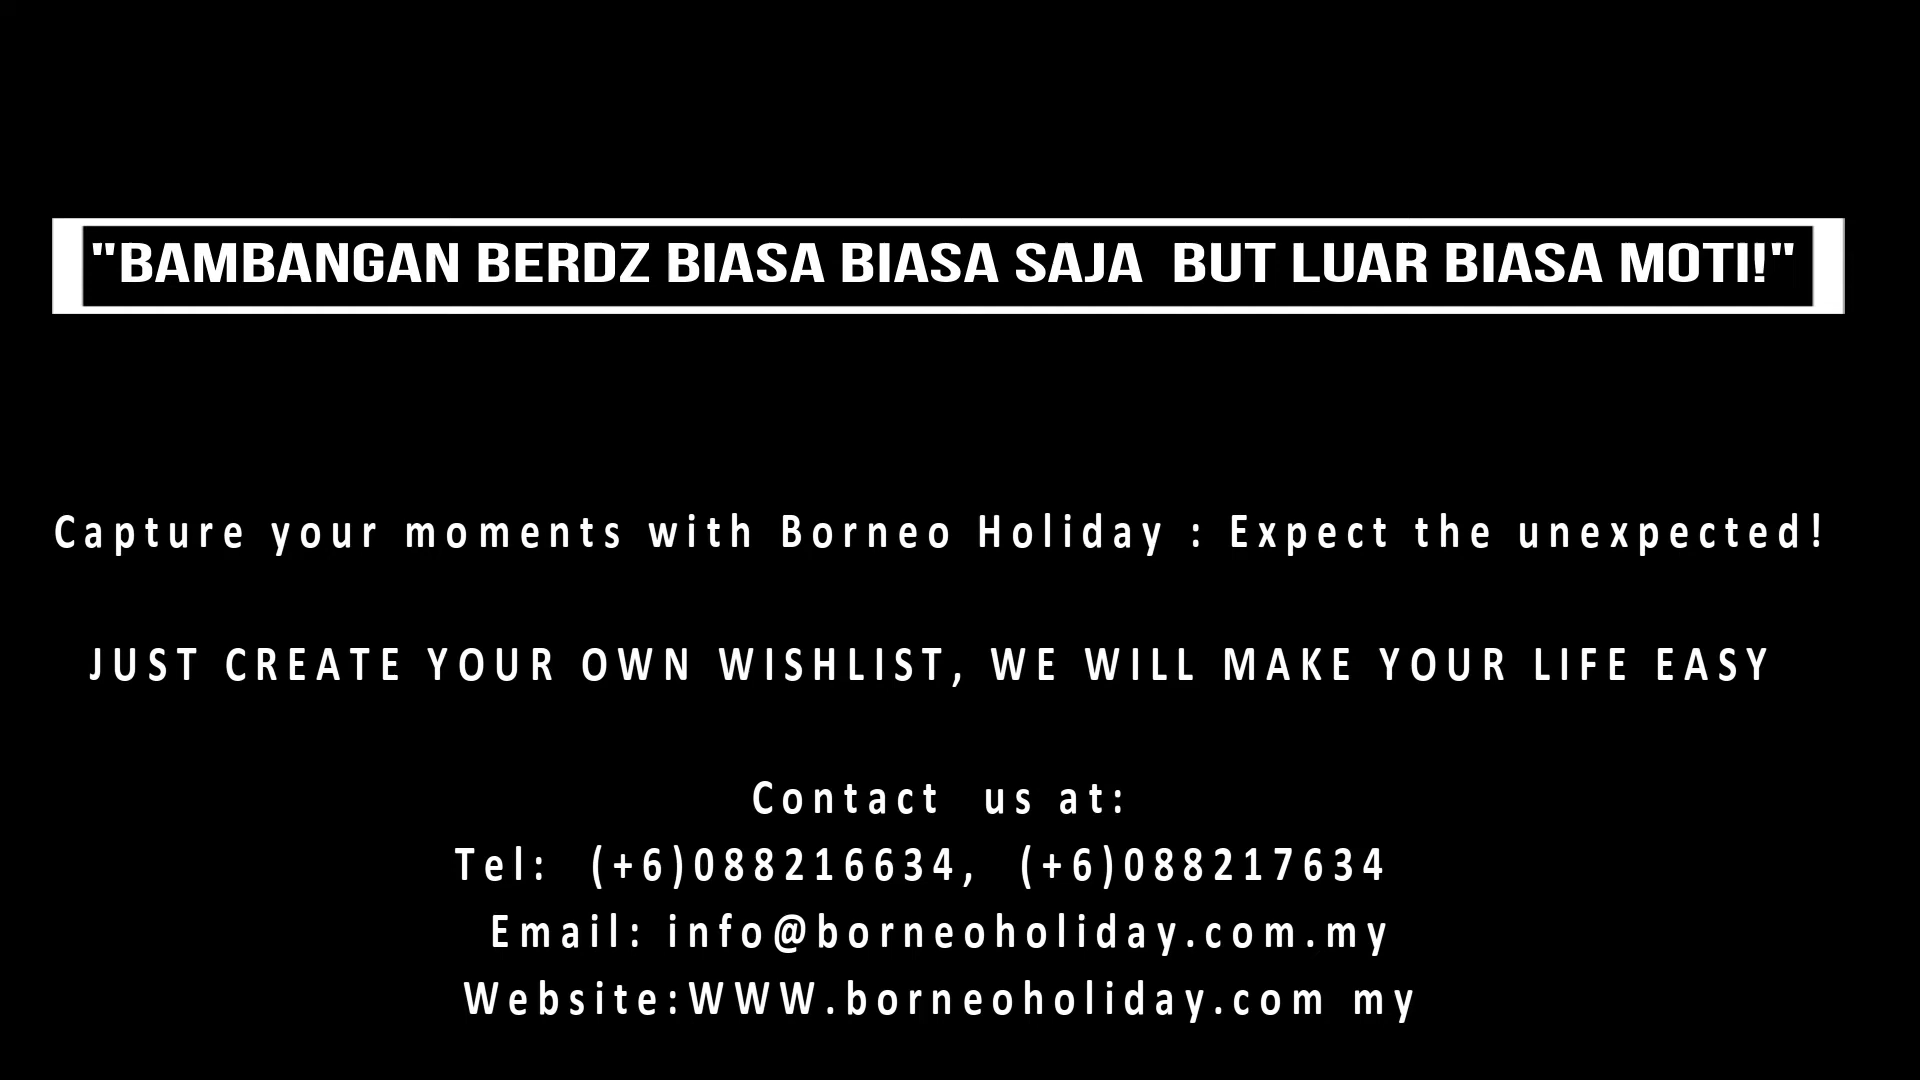 "BAMBANGAN BERDZ BIASA BIASA SAJA  BUT LUAR BIASA MOTI!"
Capture your moments with Borneo Holiday : Expect the unexpected!
JUST CREATE YOUR OWN WISHLIST, WE WILL MAKE YOUR LIFE EASY
Contact  us at:
Tel:  (+6)088216634,  (+6)088217634
Email: info@borneoholiday.com.my
Website:WWW.borneoholiday.com my